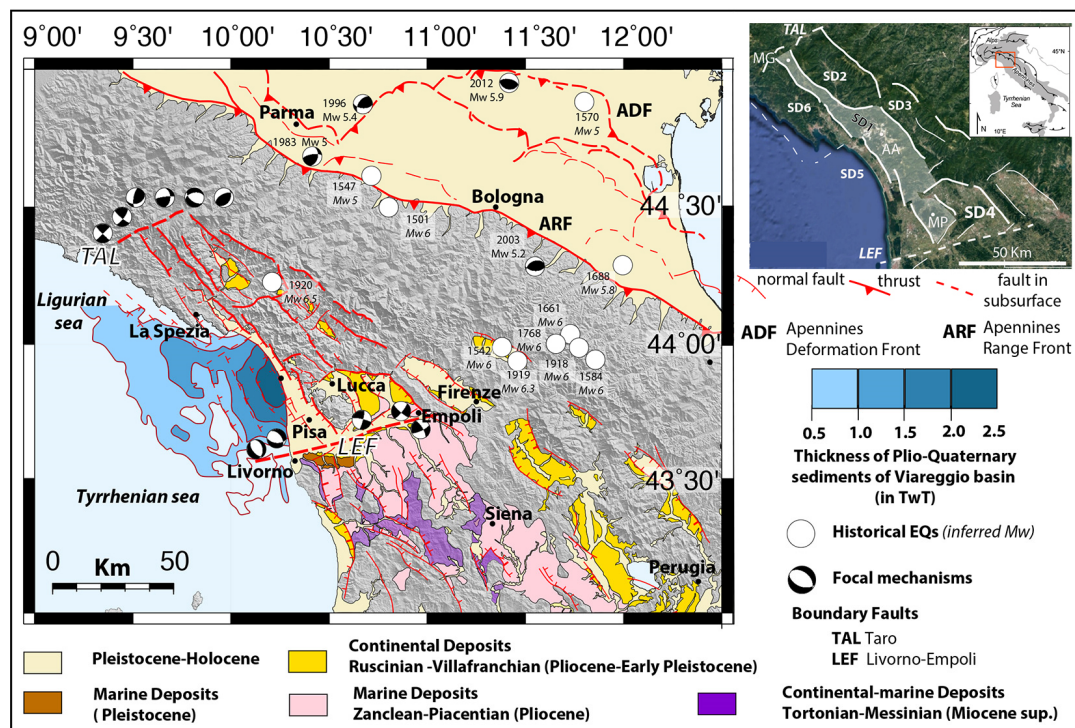 9°00' 9°30' 10°00' 10°30' 11°00' 11°30' 12°00'
2012
Mw 5.9
1996
Mw 5.4
Parma
1570
Mw 5
ADF
1983 Mw 5
1547
Mw 5
Bologna
44°30'
1501
Mw 6
ARF
2003
Mw 5.2
TAL
1688
Mw 5.8
1920
Mw 6.5
Ligurian
sea
La Spezia
1661
Mw 6
1768
Mw 6
44°00'
1542
Mw 6
1919
Mw 6.3
1918
Mw 6
1584
Mw 6
Lucca
Firenze
Empoli
Pisa
LEF
Livorno
43°30'
Tyrrhenian sea
Siena
0 50
Km
Perugia
TAL
MG
SD2
SD3
SD6
SD1
AA
SD5
SD4
MP
LEF
50 Km
Alps
45°N
Tyrrhenian
Sea
N
10°E
normal fault
thrust
fault in
subsurface
ADF Apennines
Deformation Front
ARF Apennines
Range Front
0.5 1.0 1.5 2.0 2.5
Thickness of Plio-Quaternary
sediments of Viareggio basin
(in TwT)
Historical EQs (inferred Mw)
Focal mechanisms
Boundary Faults
TAL Taro
LEF Livorno-Empoli
Pleistocene-Holocene
Marine Deposits
( Pleistocene)
Continental Deposits
Ruscinian -Villafranchian (Pliocene-Early Pleistocene)
Marine Deposits
Zanclean-Piacentian (Pliocene)
Continental-marine Deposits
Tortonian-Messinian (Miocene sup.)